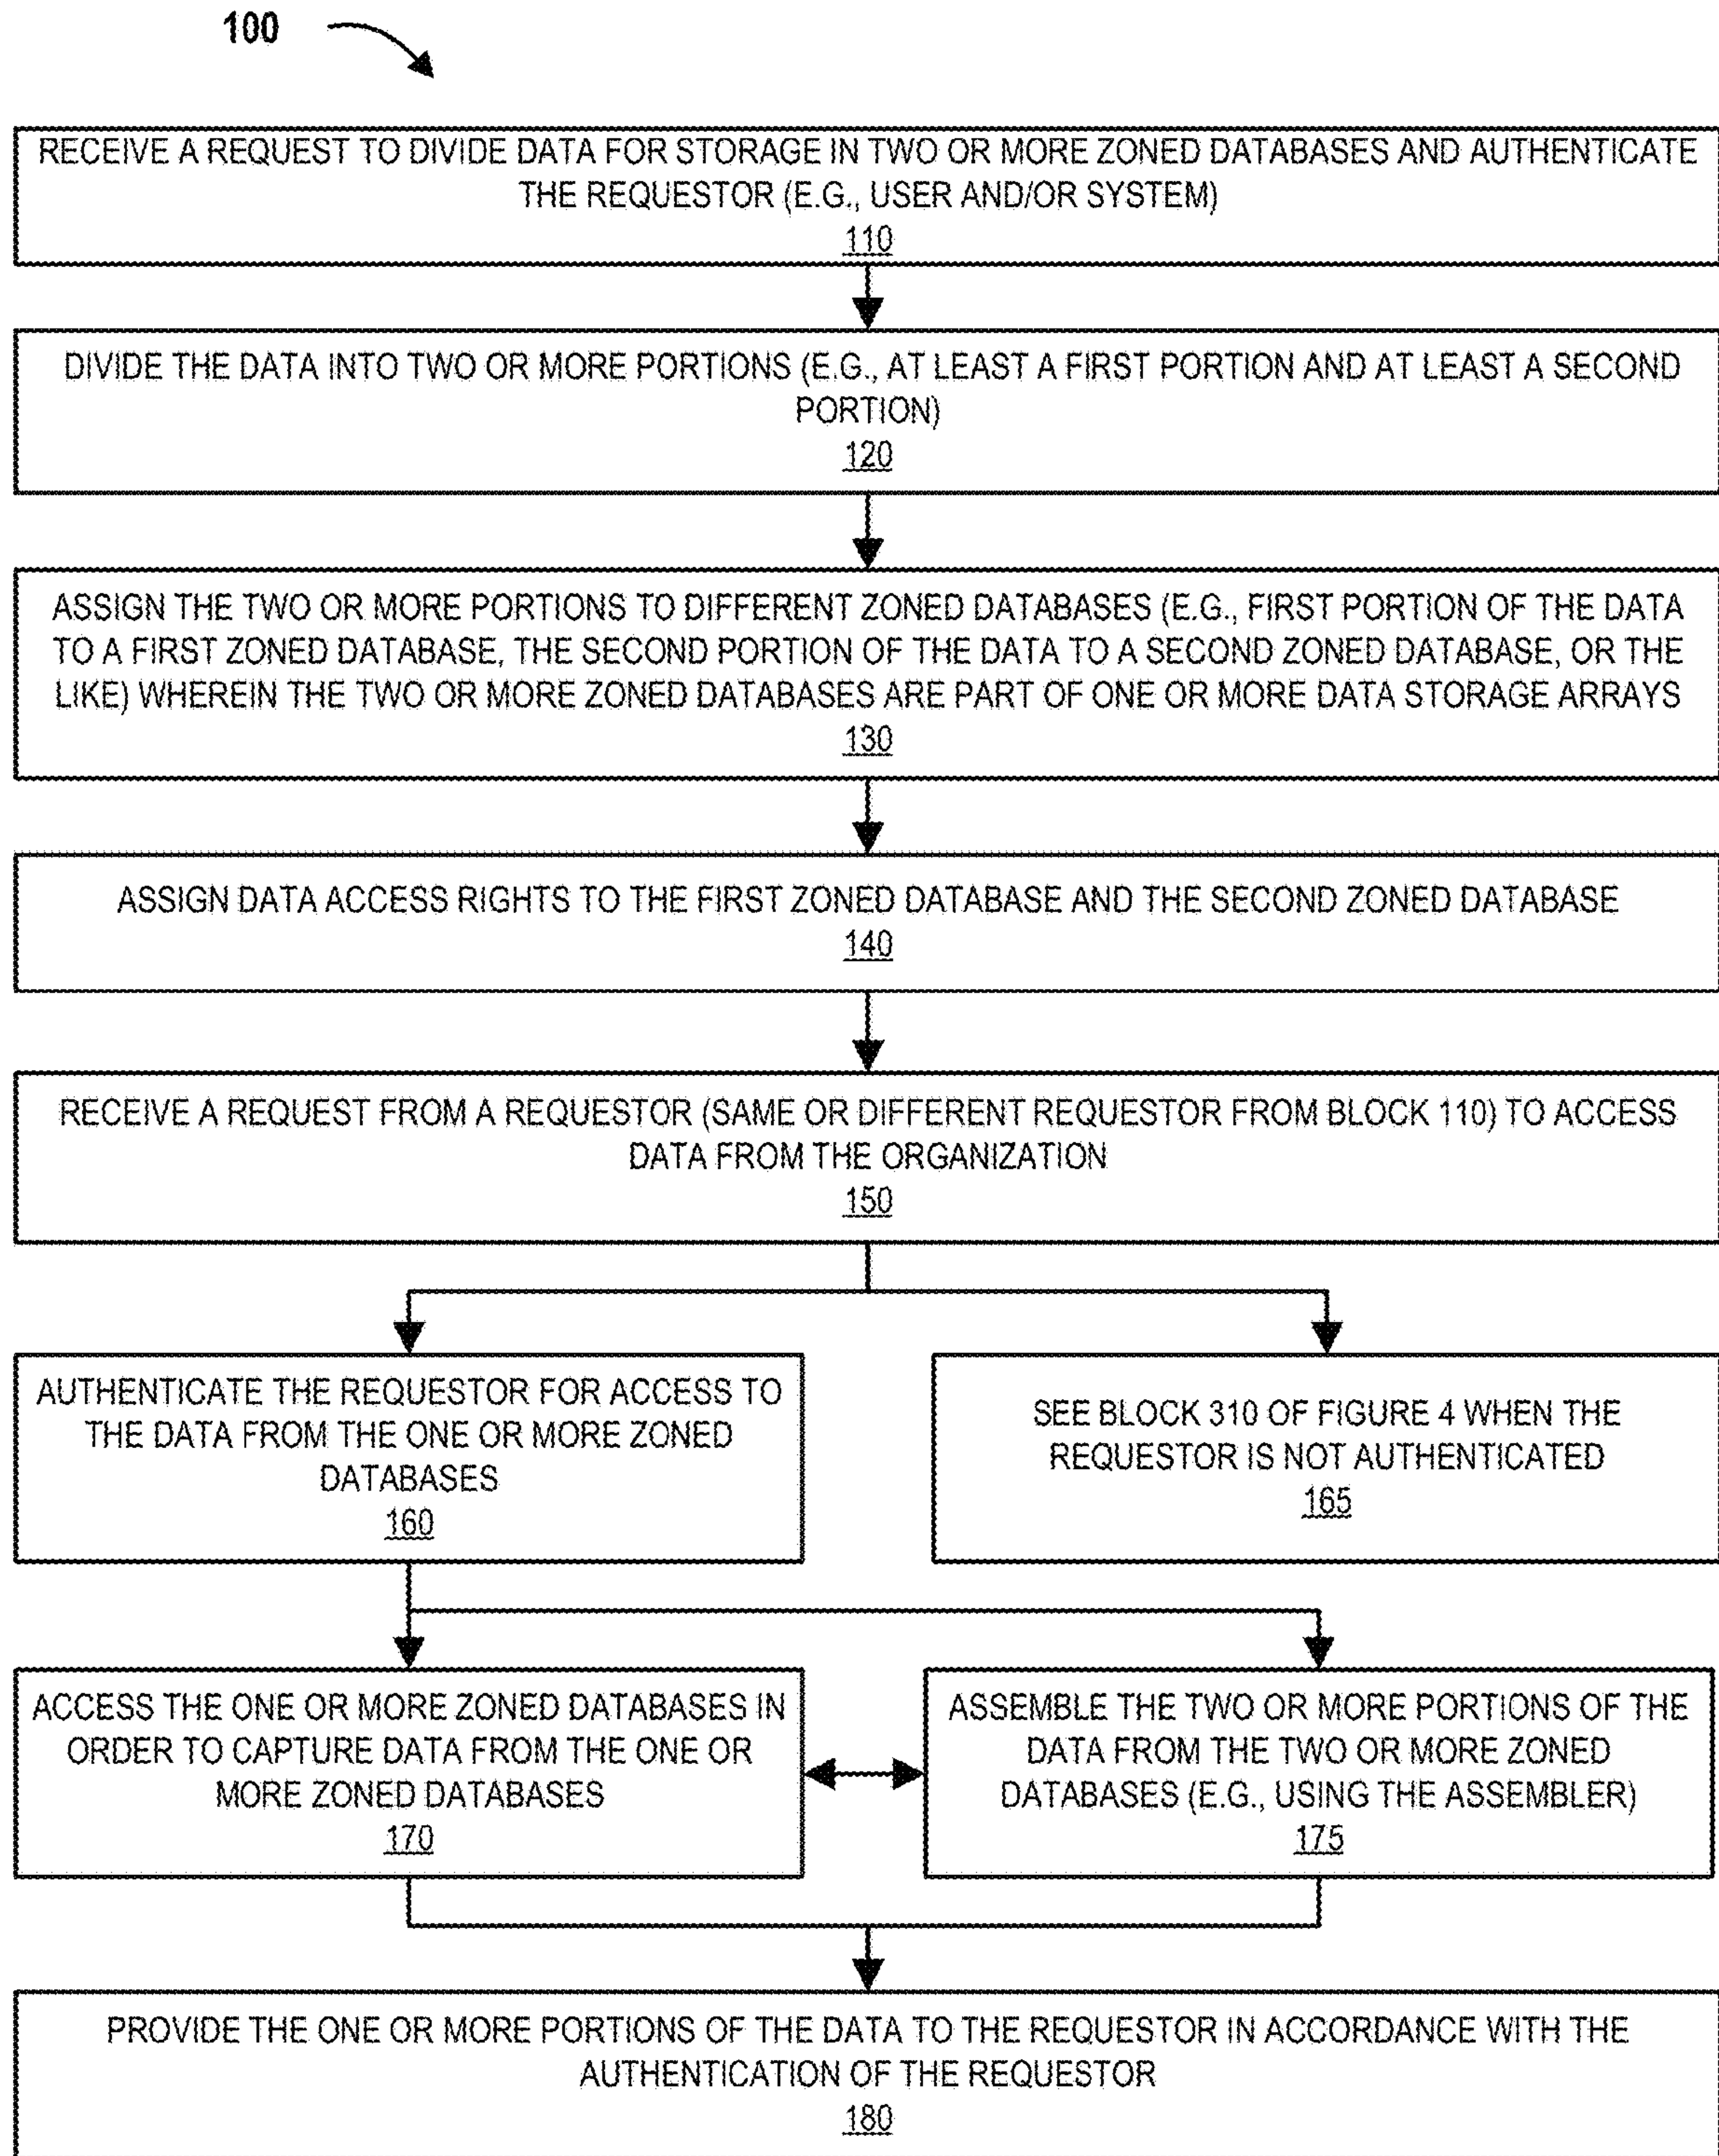 100
RECEIVE A REQUEST TO DIVIDE DATA FOR STORAGE IN TWO OR MORE ZONED DATABASES AND AUTHENTICATE
THE REQUESTOR (E.G., USER AND/OR SYSTEM)
110
DIVIDE THE DATA INTO TWO OR MORE PORTIONS (E.G., AT LEAST A FIRST PORTION AND AT LEAST A SECOND
PORTION)
120
ASSIGN THE TWO OR MORE PORTIONS TO DIFFERENT ZONED DATABASES (E.G., FIRST PORTION OF THE DATA
TO A FIRST ZONED DATABASE, THE SECOND PORTION OF THE DATA TO A SECOND ZONED DATABASE, OR THE
LIKE) WHEREIN THE TWO OR MORE ZONED DATABASES ARE PART OF ONE OR MORE DATA STORAGE ARRAYS
130
ASSIGN DATA ACCESS RIGHTS TO THE FIRST ZONED DATABASE AND THE SECOND ZONED DATABASE
140
RECEIVE A REQUEST FROM A REQUESTOR (SAME OR DIFFERENT REQUESTOR FROM BLOCK 110) TO ACCESS
DATA FROM THE ORGANIZATION
150
AUTHENTICATE THE REQUESTOR FOR ACCESS TO
THE DATA FROM THE ONE OR MORE ZONED
DATABASES
160
SEE BLOCK 310 OF FIGURE 4 WHEN THE
REQUESTOR IS NOT AUTHENTICATED
165
ACCESS THE ONE OR MORE ZONED DATABASES IN
ORDER TO CAPTURE DATA FROM THE ONE OR
MORE ZONED DATABASES
170
ASSEMBLE THE TWO OR MORE PORTIONS OF THE
DATA FROM THE TWO OR MORE ZONED
DATABASES (E.G., USING THE ASSEMBLER)
175
PROVIDE THE ONE OR MORE PORTIONS OF THE DATA TO THE REQUESTOR IN ACCORDANCE WITH THE
AUTHENTICATION OF THE REQUESTOR
180